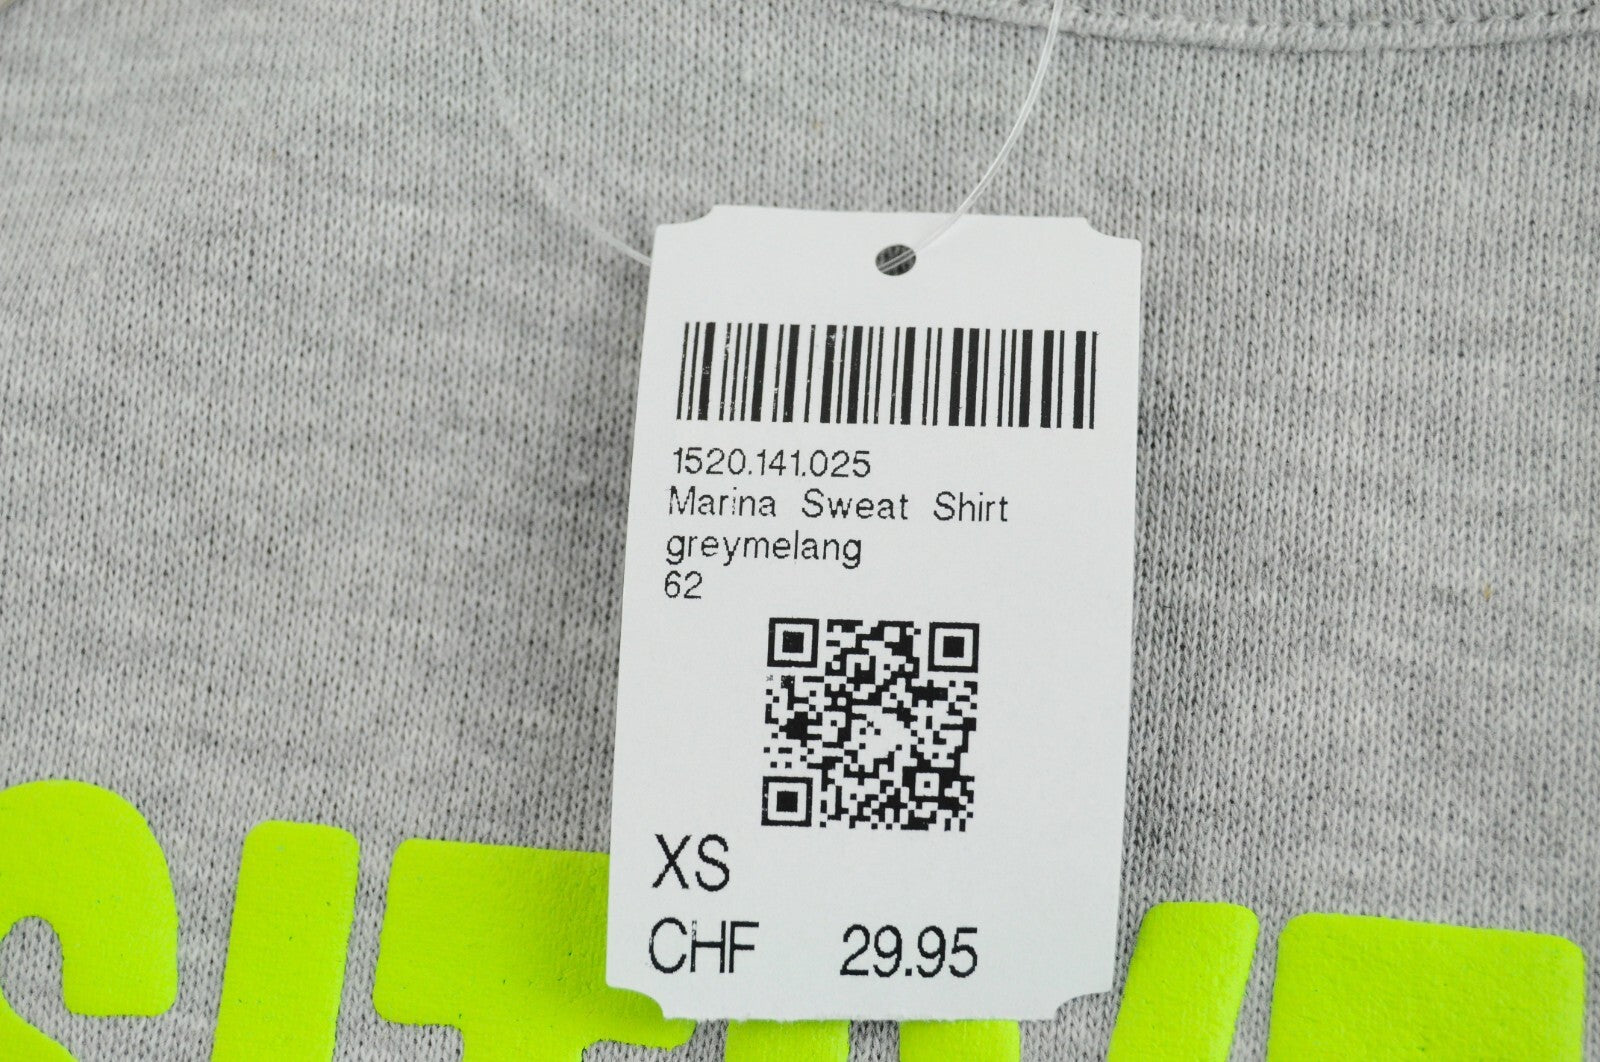 1520.141.025
Marina Sweat Shirt
greymelang
62
XS
CHF 29.95